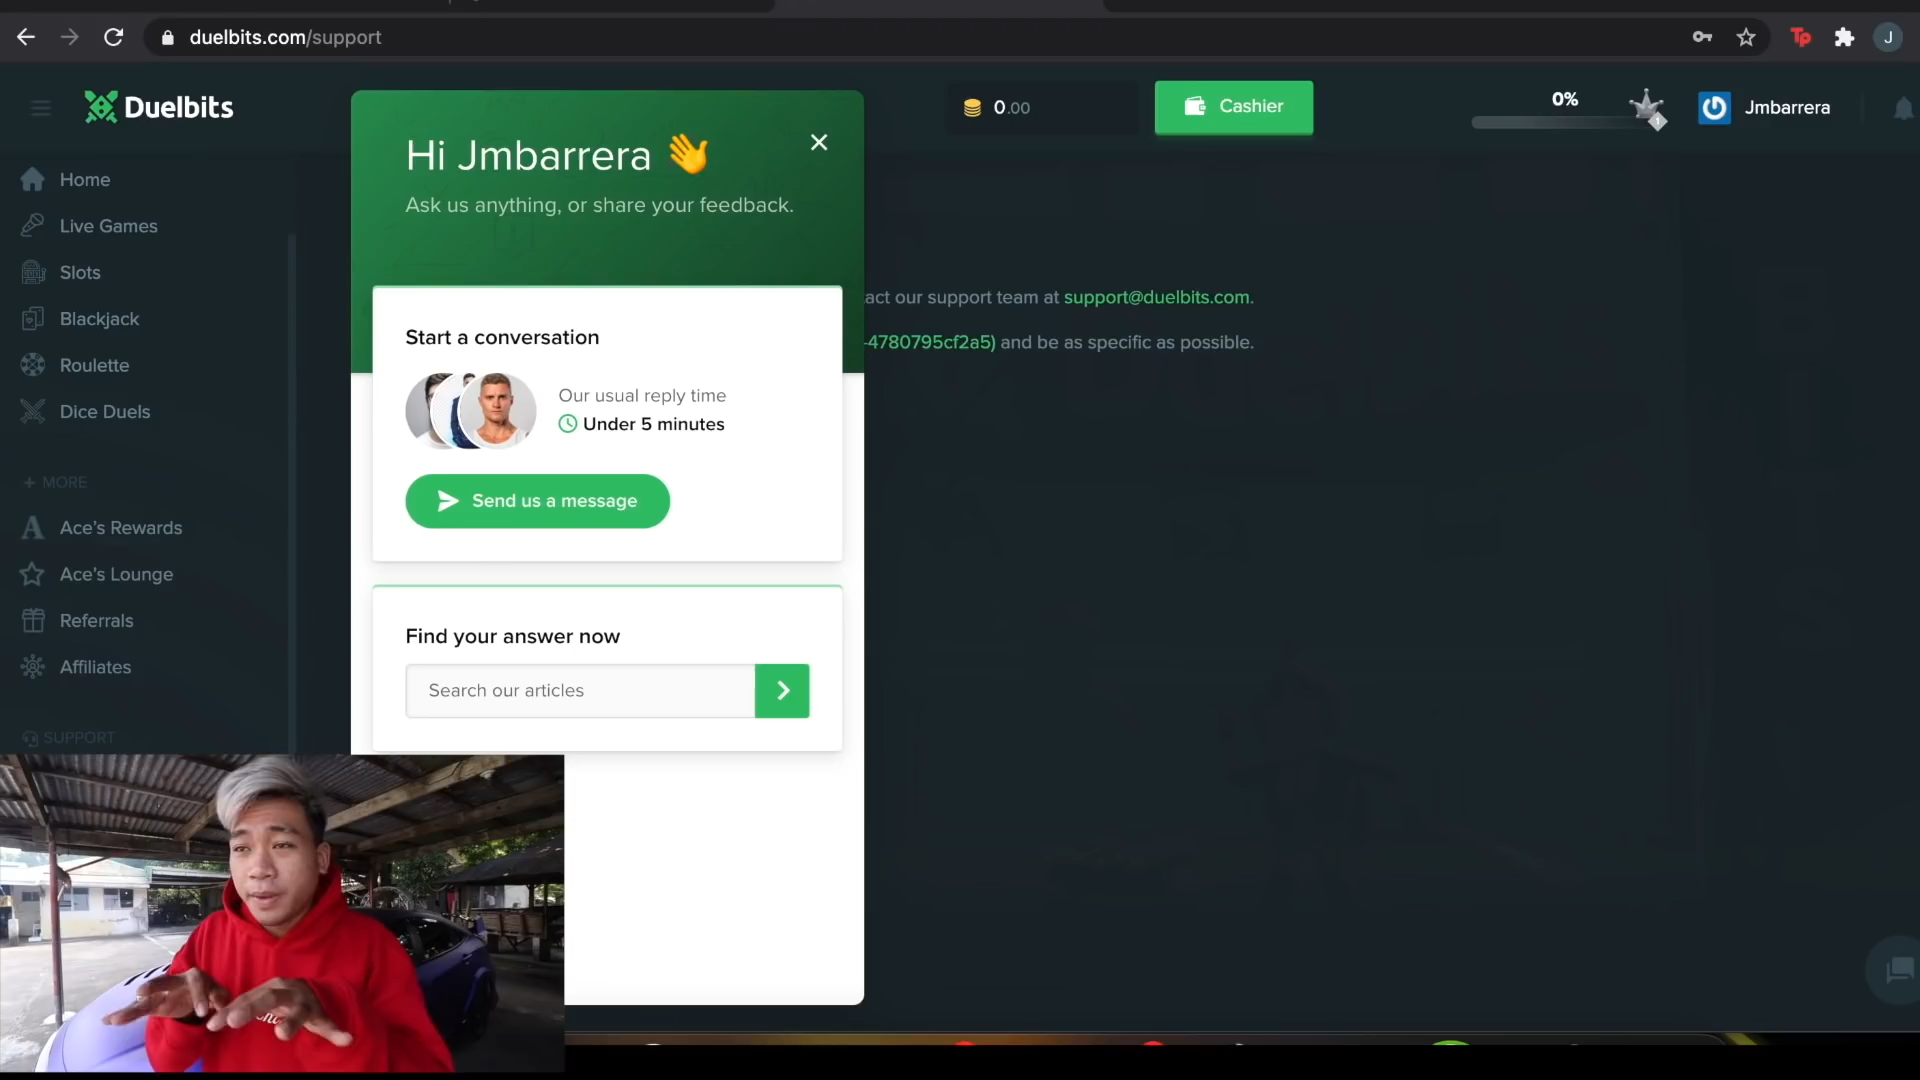 duelbits.com/support
Tp
J
Duelbits
0.00
Cashier
0%
1
Jmbarrera
Home
Live Games
Slots
Blackjack
Roulette
Dice Duels
+ MORE
Ace's Rewards
Ace's Lounge
Referrals
Affiliates
SUPPORT
Hi Jmbarrera 👋
Ask us anything, or share your feedback.
Start a conversation
Our usual reply time
Under 5 minutes
Send us a message
Find your answer now
Search our articles
act our support team at support@duelbits.com.
-4780795cf2a5) and be as specific as possible.